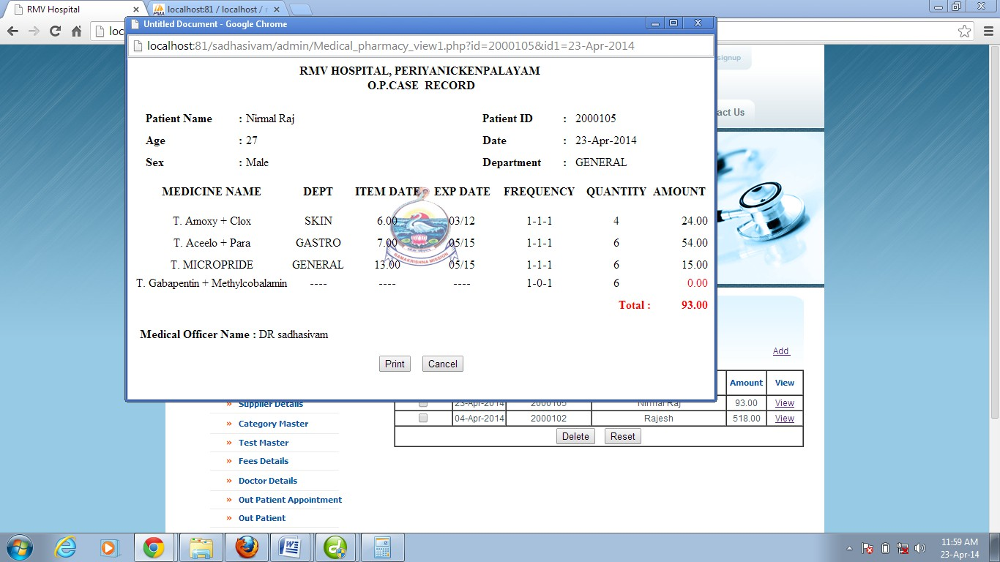 RMV Hospital
localhost:81 / localhost / r
Untitled Document - Google Chrome
loc
localhost:81/sadhasivam/admin/Medical_pharmacy_view1.php?id=2000105&id1=23-Apr-2014
signup
act Us
RMV HOSPITAL, PERIYANICKENPALAYAM
O.P.CASE RECORD
Patient Name : Nirmal Raj Patient ID : 2000105
Age : 27 Date : 23-Apr-2014
Sex : Male Department : GENERAL
MEDICINE NAME DEPT ITEM DATE EXP DATE FREQUENCY QUANTITY AMOUNT
T. Amoxy + Clox SKIN 6.00 03/12 1-1-1 4 24.00
T. Aceelo + Para GASTRO 7.00 05/15 1-1-1 6 54.00
T. MICROPRIDE GENERAL 13.00 05/15 1-1-1 6 15.00
RAMAKRISHNA MISSION
T. Gabapentin + Methylcobalamin ---- ---- ---- 1-0-1 6 0.00
Total : 93.00
Medical Officer Name : DR sadhasivam
Print Cancel
Add
Amount View
23-Apr-2014 2000105 Nirmal Raj 93.00 View
04-Apr-2014 2000102 Rajesh 518.00 View
Delete Reset
Supplier Details
Category Master
Test Master
Fees Details
Doctor Details
Out Patient Appointment
Out Patient
11:59 AM
23-Apr-14